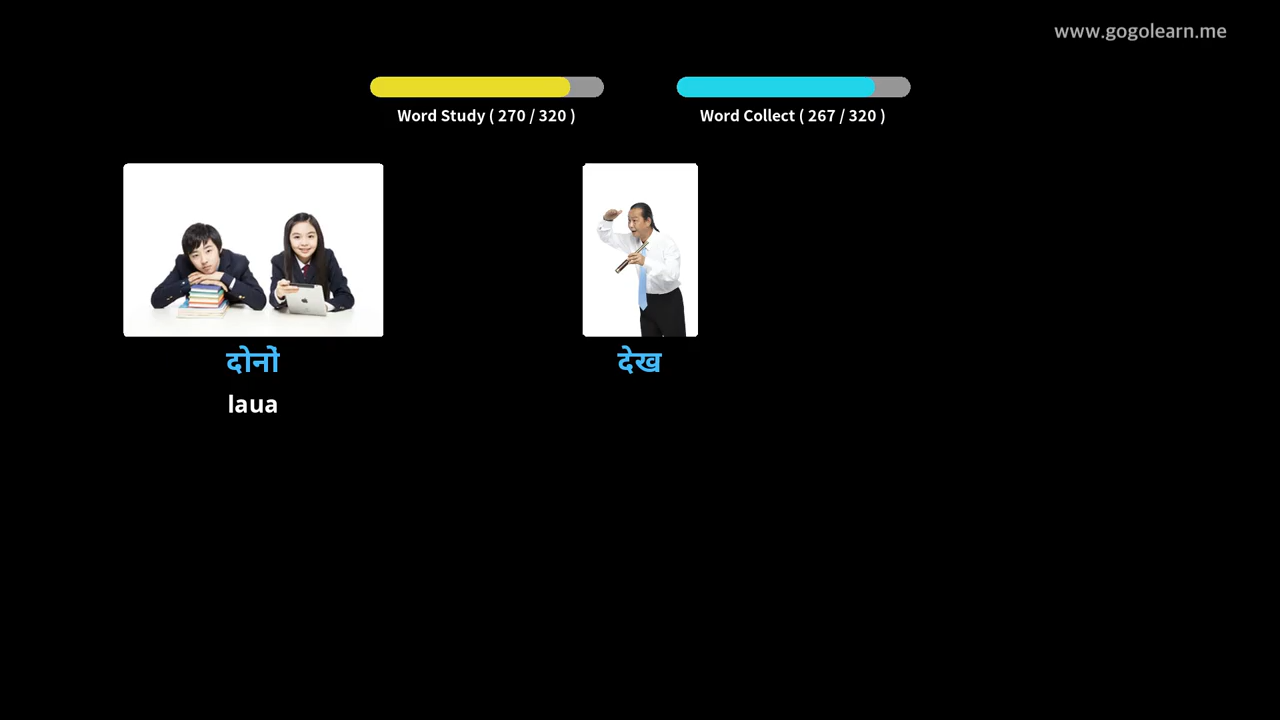 www.gogolearn.me
Word Study ( 270 / 320 )
Word Collect ( 267 / 320 )
दोनों
देख
laua